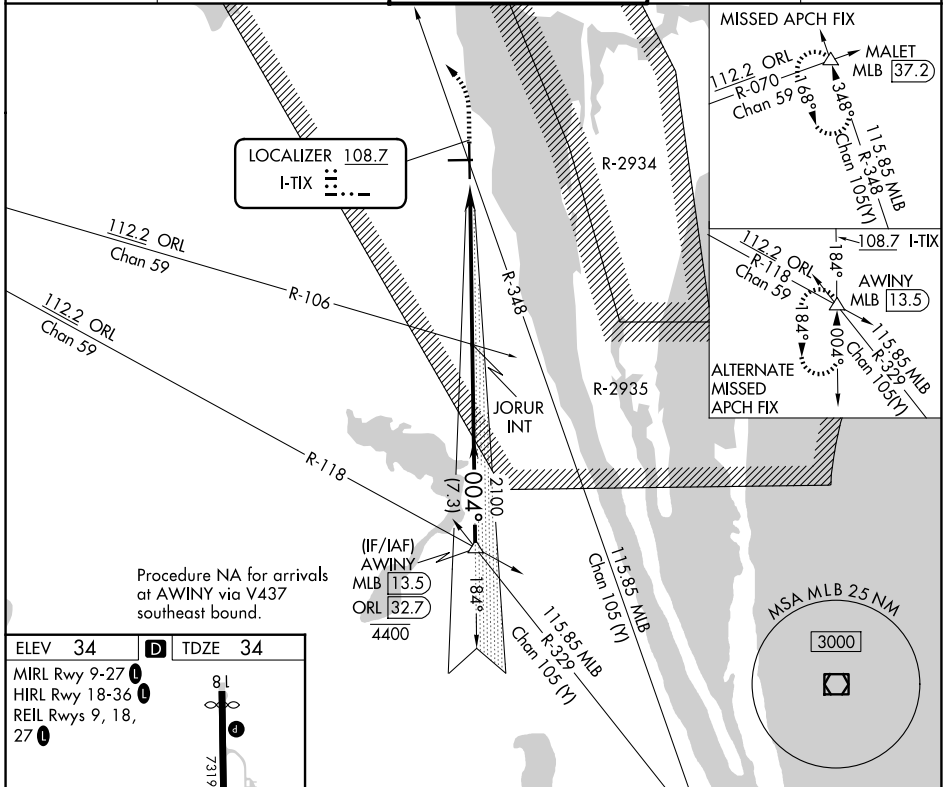 MISSED APCH FIX
112.2 ORL
R-070
Chan 59
MALET
MLB 37.2
168°
348°
115.85 MLB
R-348
Chan 105(Y)
LOCALIZER 108.7
I-TIX
R-2934
112.2 ORL
Chan 59
R-106
R-348
108.7 I-TIX
112.2 ORL
R-118
Chan 59
184°
AWINY
MLB 13.5
184°
004°
115.85 MLB
R-329
Chan 105(Y)
ALTERNATE
MISSED
APCH FIX
112.2 ORL
Chan 59
R-118
JORUR
INT
R-2935
2100
004°
(7.3)
(IF/IAF)
AWINY
MLB 13.5
ORL 32.7
4400
184°
115.85 MLB
Chan 105 (Y)
115.85 MLB
R-329
Chan 105 (Y)
Procedure NA for arrivals
at AWINY via V437
southeast bound.
MSA MLB 25 NM
3000
ELEV 34 D TDZE 34
MIRL Rwy 9-27 L
HIRL Rwy 18-36 L
REIL Rwys 9, 18,
27 L
18
P
7319